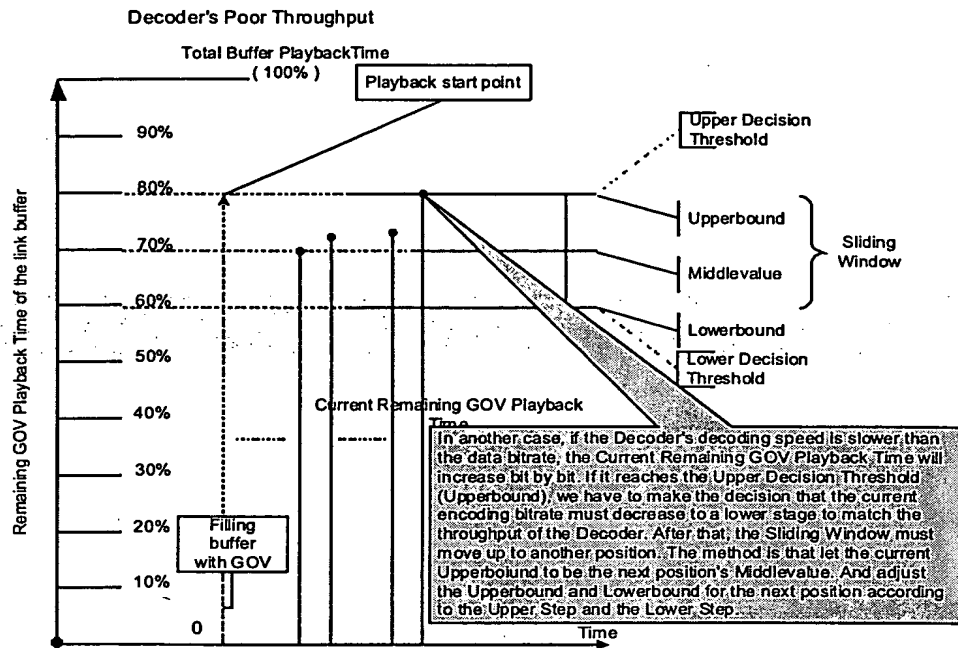 Decoder's Poor Throughput
Total Buffer PlaybackTime
( 100% )
Playback start point
90%
80%
70%
60%
50%
40%
30%
20%
10%
0
Remaining GOV Playback Time of the link buffer
Upper Decision
Threshold
Upperbound
Middlevalue
Sliding
Window
Lowerbound
Lower Decision
Threshold
Current Remaining GOV Playback
Time
Filling
buffer
with GOV
In another case, if the Decoder's decoding speed is slower than
the data bitrate, the Current Remaining GOV Playback Time will
increase bit by bit. If it reaches the Upper Decision Threshold
(Upperbound), we have to make the decision that the current
encoding bitrate must decrease to a lower stage to match the
throughput of the Decoder. After that, the Sliding Window must
move up to another position. The method is that let the current
Upperbolund to be the next position's Middlevalue. And adjust
the Upperbound and Lowerbound for the next position according
to the Upper Step and the Lower Step.
Time